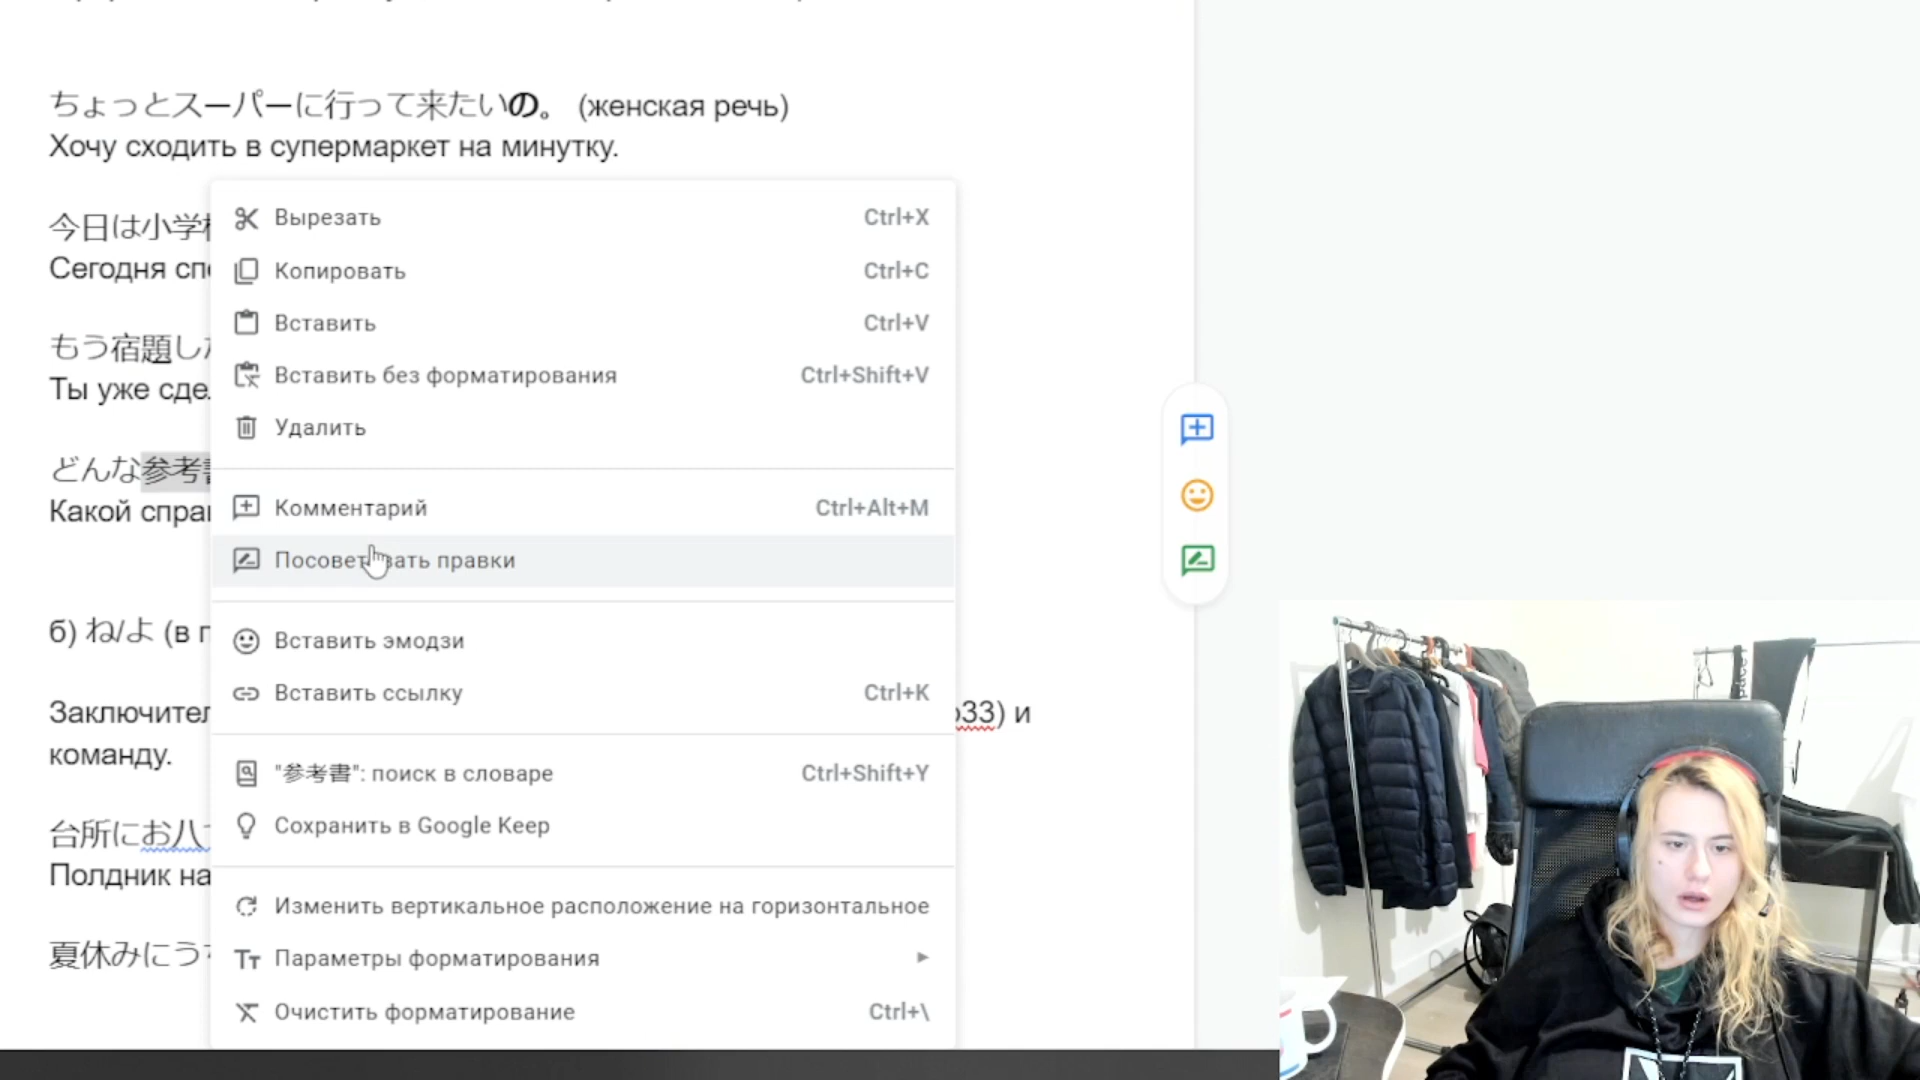 ちょっとスーパーに行って来たいの。 (женская речь)
Хочу сходить в супермаркет на минутку.
今日は小学
Сегодня
もう宿題し
Ты уже
どんな参考
Какой
б) ね/よ (в
команду.
33) и
台所にお八
Полдник на
夏休みにう
Вырезать Ctrl+X
Копировать Ctrl+C
Вставить Ctrl+V
Вставить без форматирования Ctrl+Shift+V
Удалить
Комментарий Ctrl+Alt+M
Посоветовать правки
Вставить эмодзи
Вставить ссылку Ctrl+K
"参考書": поиск в словаре Ctrl+Shift+Y
Сохранить в Google Keep
Изменить вертикальное расположение на горизонтальное
Параметры форматирования
Очистить форматирование Ctrl+\